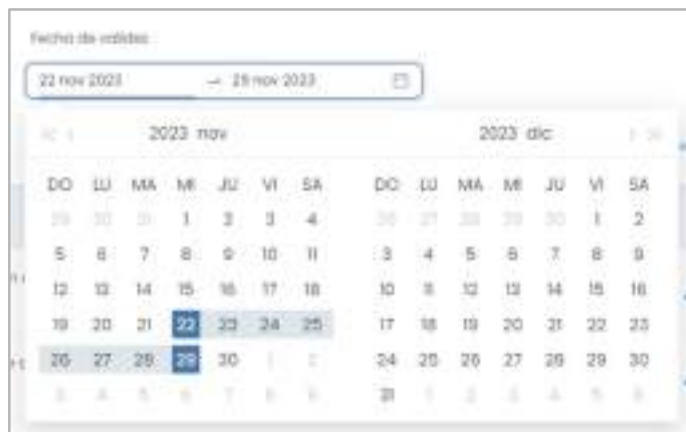 Fecha de validez
22 nov 2023 → 29 nov 2023
2023 nov 2023 dic
DO LU MA MI JU VI SA DO LU MA MI JU VI SA
29 30 31 1 2 3 4 26 27 28 29 30 1 2
5 6 7 8 9 10 11 3 4 5 6 7 8 9
12 13 14 15 16 17 18 10 11 12 13 14 15 16
19 20 21 22 23 24 25 17 18 19 20 21 22 23
26 27 28 29 30 1 2 24 25 26 27 28 29 30
3 4 5 6 7 8 9 31 1 2 3 4 5 6